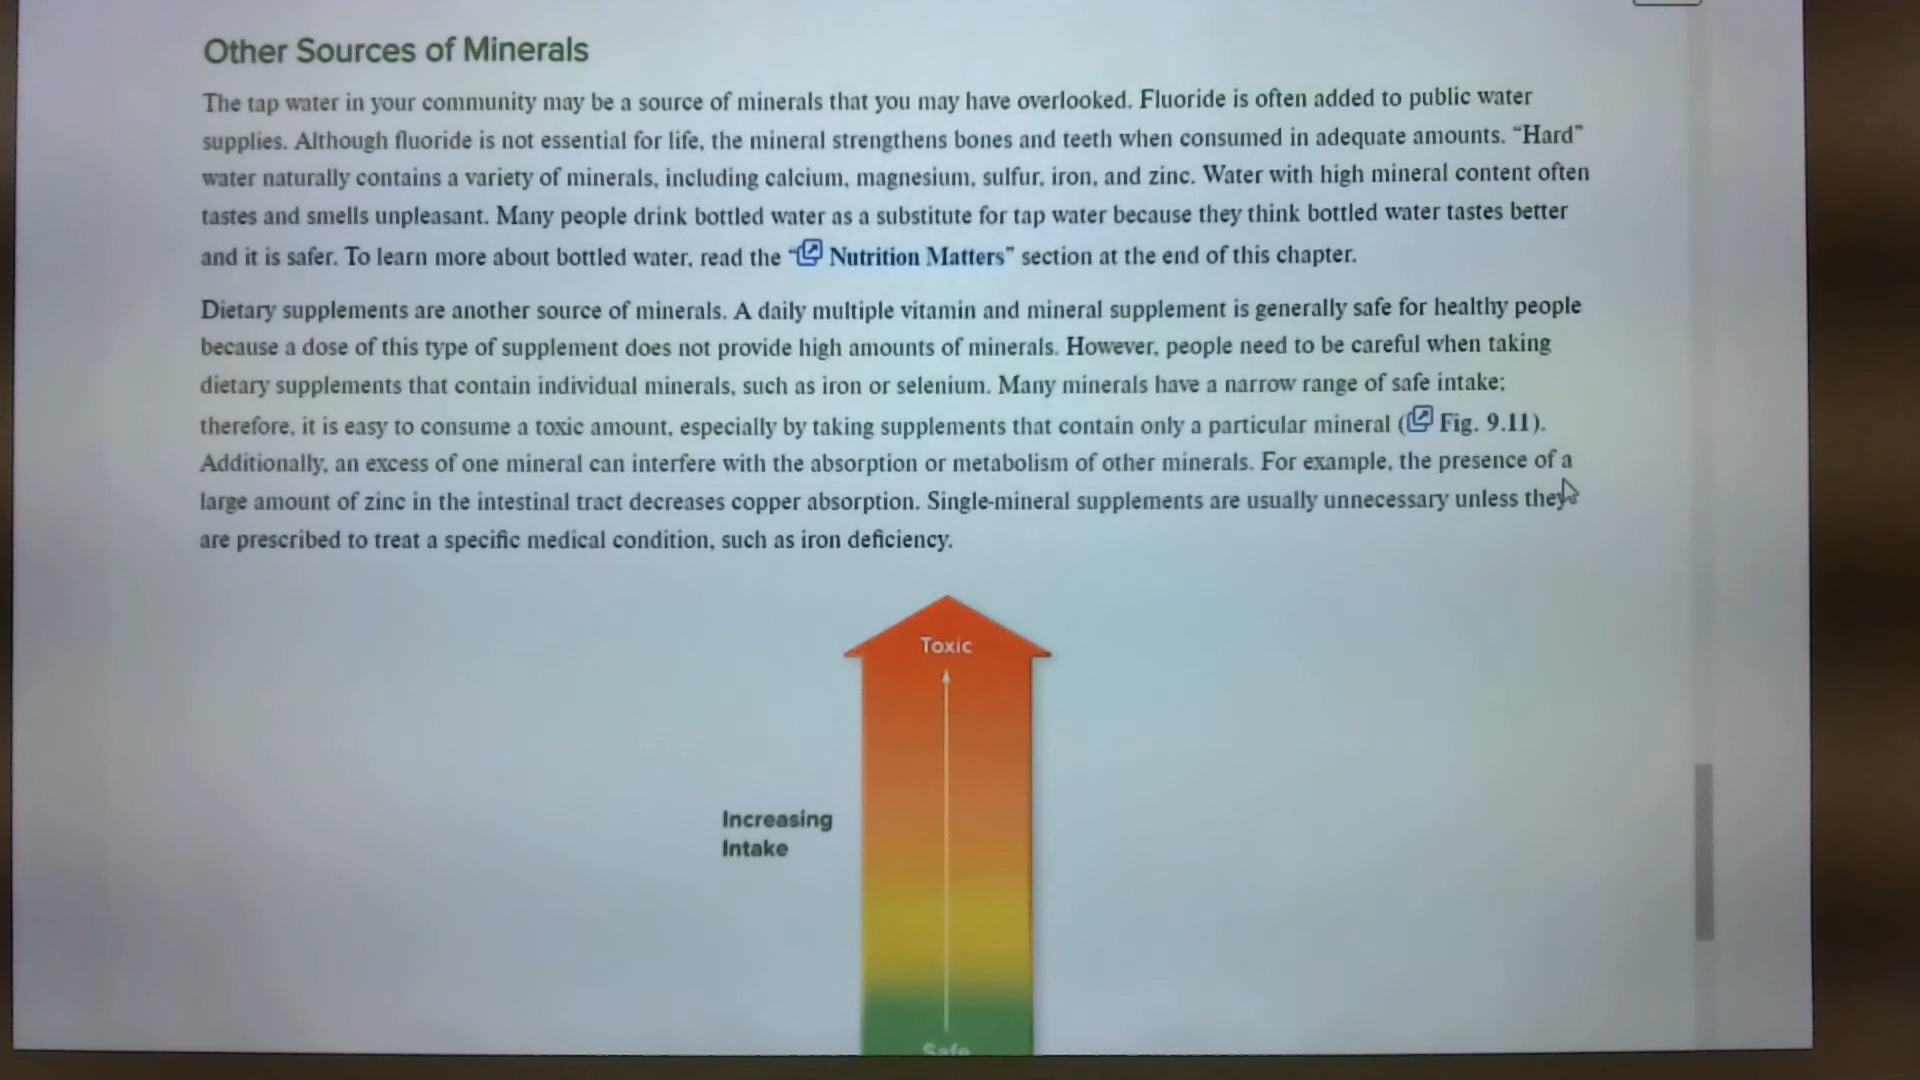 Other Sources of Minerals
The tap water in your community may be a source of minerals that you may have overlooked. Fluoride is often added to public water
supplies. Although fluoride is not essential for life, the mineral strengthens bones and teeth when consumed in adequate amounts. “Hard”
water naturally contains a variety of minerals, including calcium, magnesium, sulfur, iron, and zinc. Water with high mineral content often
tastes and smells unpleasant. Many people drink bottled water as a substitute for tap water because they think bottled water tastes better
and it is safer. To learn more about bottled water, read the “Nutrition Matters” section at the end of this chapter.
Dietary supplements are another source of minerals. A daily multiple vitamin and mineral supplement is generally safe for healthy people
because a dose of this type of supplement does not provide high amounts of minerals. However, people need to be careful when taking
dietary supplements that contain individual minerals, such as iron or selenium. Many minerals have a narrow range of safe intake;
therefore, it is easy to consume a toxic amount, especially by taking supplements that contain only a particular mineral (Fig. 9.11).
Additionally, an excess of one mineral can interfere with the absorption or metabolism of other minerals. For example, the presence of a
large amount of zinc in the intestinal tract decreases copper absorption. Single-mineral supplements are usually unnecessary unless they
are prescribed to treat a specific medical condition, such as iron deficiency.
Toxic
Increasing
Intake
Safe